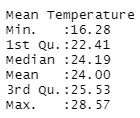 Mean Temperature
Min.   :16.28
1st Qu.:22.41
Median :24.19
Mean   :24.00
3rd Qu.:25.53
Max.   :28.57